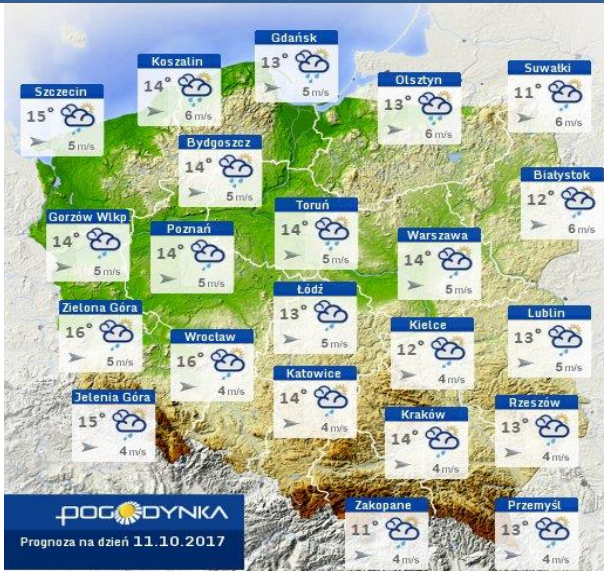 Gdańsk
13°
5 m/s
Koszalin
14°
6 m/s
Suwałki
11°
6 m/s
Olsztyn
13°
6 m/s
Szczecin
15°
5 m/s
Bydgoszcz
14°
5 m/s
Białystok
12°
6 m/s
Toruń
14°
5 m/s
Gorzów Wlkp
14°
5 m/s
Poznań
14°
5 m/s
Warszawa
14°
5 m/s
Łódź
13°
5 m/s
Zielona Góra
16°
5 m/s
Lublin
13°
5 m/s
Kielce
12°
4 m/s
Wrocław
16°
4 m/s
Katowice
14°
4 m/s
Jelenia Góra
15°
4 m/s
Rzeszów
13°
4 m/s
Kraków
14°
4 m/s
Zakopane
11°
4 m/s
Przemyśl
13°
4 m/s
POGODYNKA
Prognoza na dzień 11.10.2017